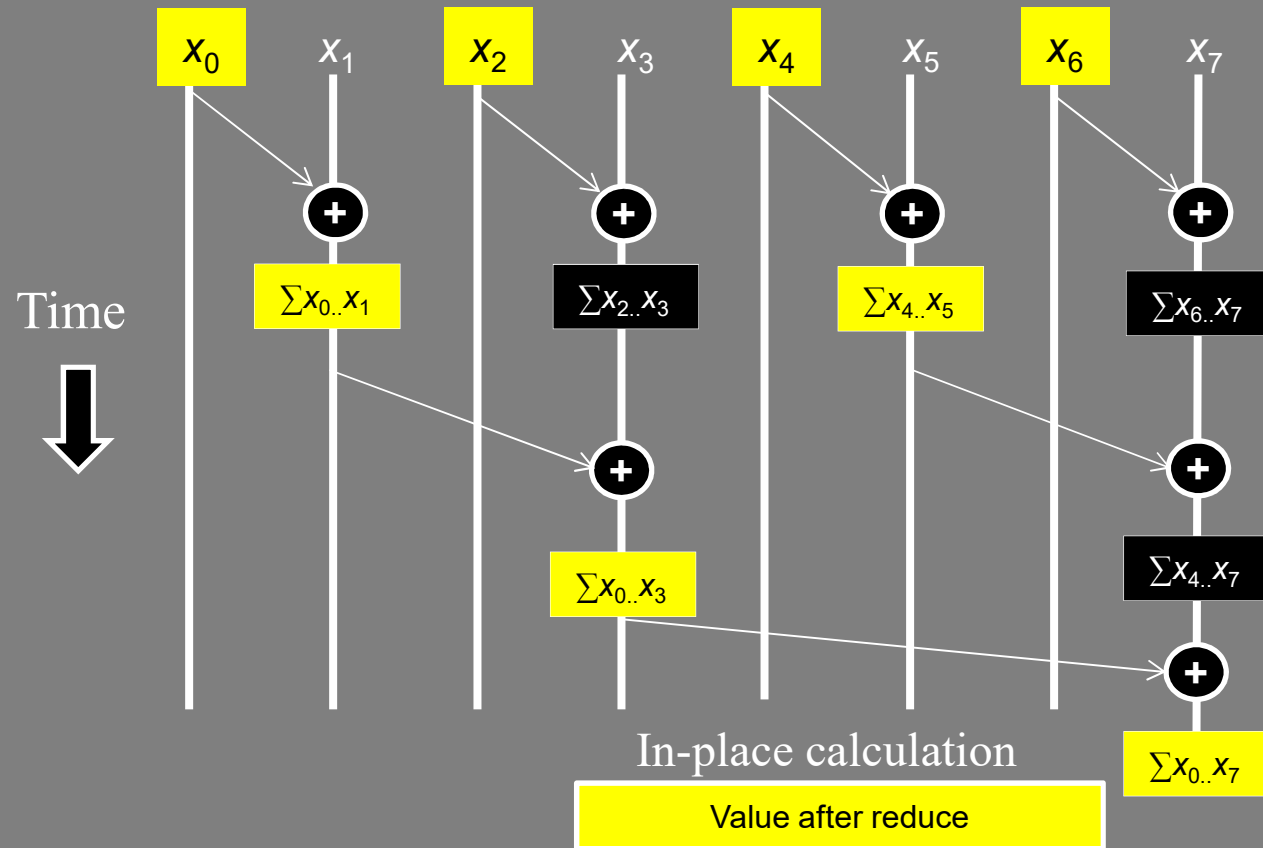 x₀ x₁ x₂ x₃ x₄ x₅ x₆ x₇
+ + + +
∑x₀..x₁ ∑x₂..x₃ ∑x₄..x₅ ∑x₆..x₇
Time
+ +
∑x₀..x₃ ∑x₄..x₇
+
In-place calculation
∑x₀..x₇
Value after reduce